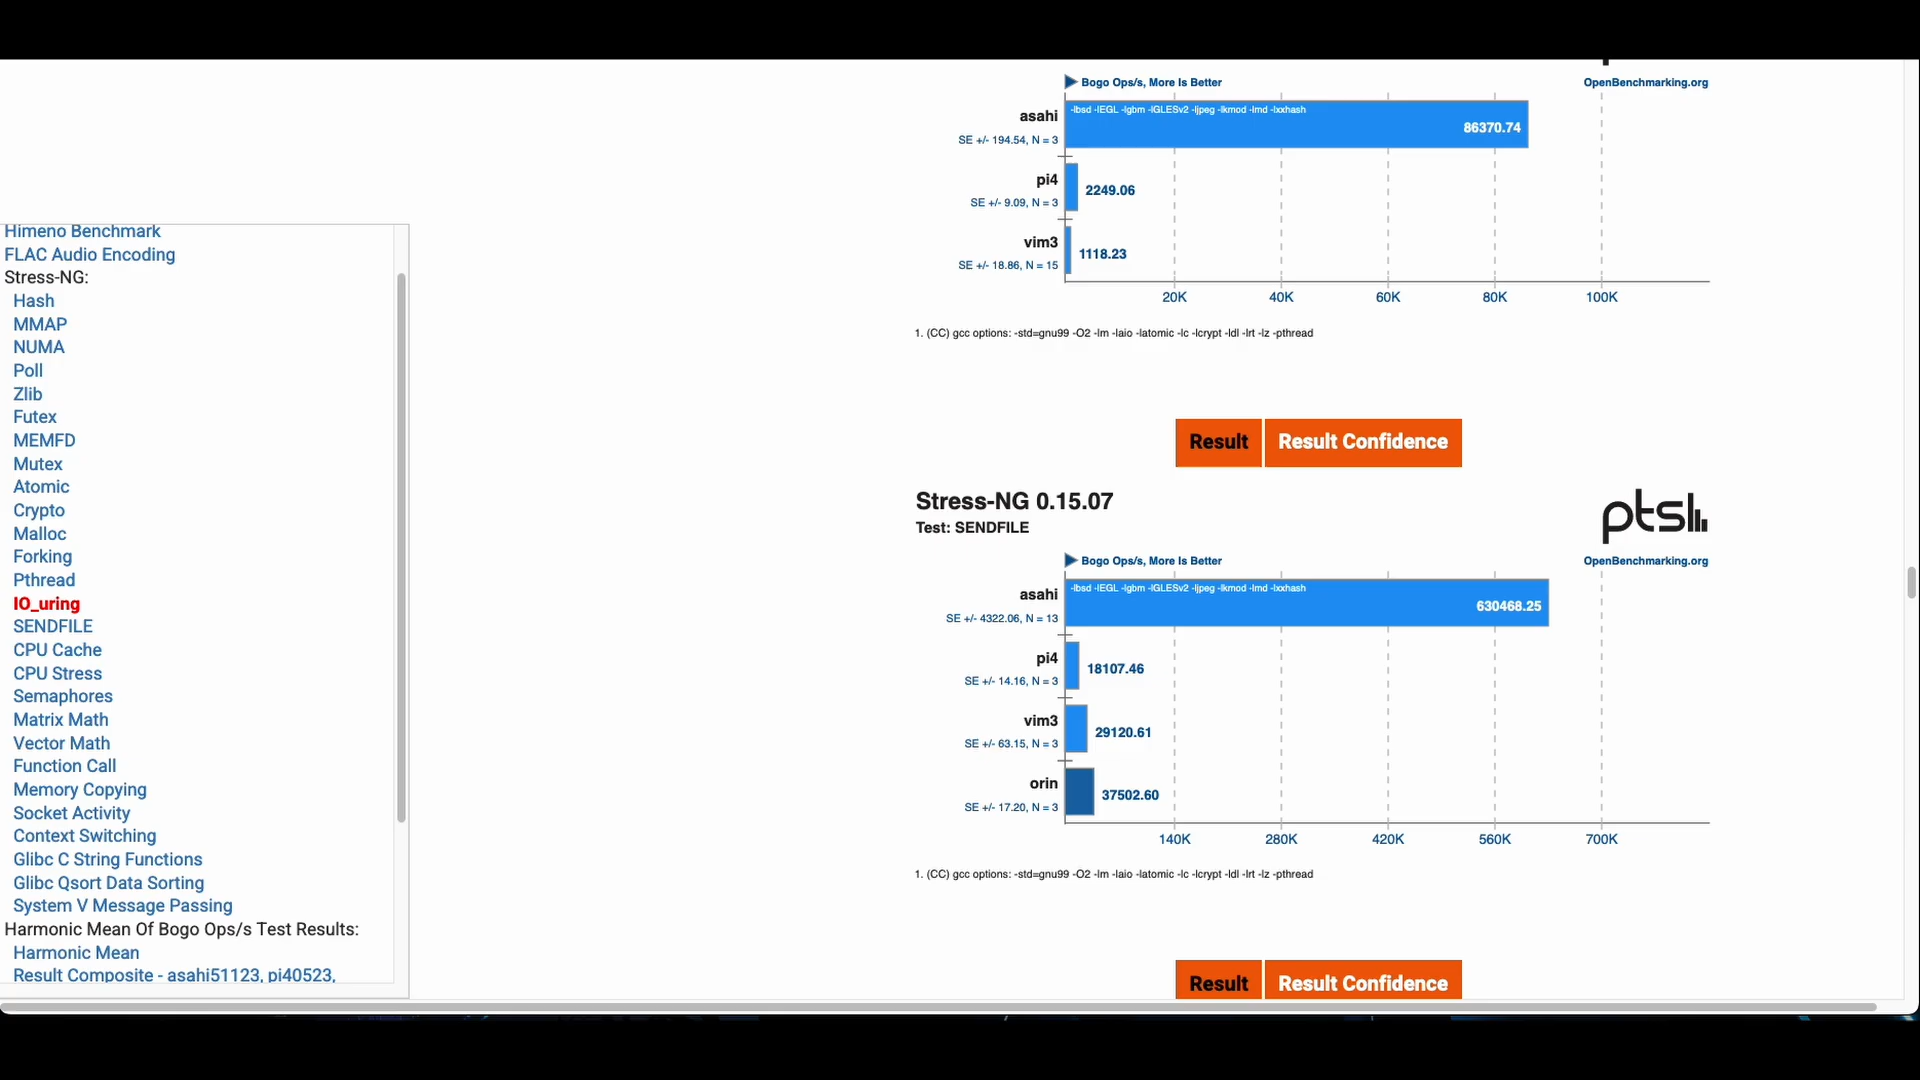 Himeno Benchmark
FLAC Audio Encoding
Stress-NG:
Hash
MMAP
NUMA
Poll
Zlib
Futex
MEMFD
Mutex
Atomic
Crypto
Malloc
Forking
Pthread
IO_uring
SENDFILE
CPU Cache
CPU Stress
Semaphores
Matrix Math
Vector Math
Function Call
Memory Copying
Socket Activity
Context Switching
Glibc C String Functions
Glibc Qsort Data Sorting
System V Message Passing
Harmonic Mean Of Bogo Ops/s Test Results:
Harmonic Mean
Result Composite - asahi51123, pi40523,
Bogo Ops/s, More Is Better OpenBenchmarking.org
-lbsd -lEGL -lgbm -lGLESv2 -ljpeg -lkmod -lmd -lxxhash
asahi
86370.74
SE +/- 194.54, N = 3
pi4
2249.06
SE +/- 9.09, N = 3
vim3
1118.23
SE +/- 18.86, N = 15
20K 40K 60K 80K 100K
1. (CC) gcc options: -std=gnu99 -O2 -lm -laio -latomic -lc -lcrypt -ldl -lrt -lz -pthread
Result Result Confidence
Stress-NG 0.15.07
Test: SENDFILE
pts
Bogo Ops/s, More Is Better OpenBenchmarking.org
-lbsd -lEGL -lgbm -lGLESv2 -ljpeg -lkmod -lmd -lxxhash
asahi
630468.25
SE +/- 4322.06, N = 13
pi4
18107.46
SE +/- 14.16, N = 3
vim3
29120.61
SE +/- 63.15, N = 3
orin
37502.60
SE +/- 17.20, N = 3
140K 280K 420K 560K 700K
1. (CC) gcc options: -std=gnu99 -O2 -lm -laio -latomic -lc -lcrypt -ldl -lrt -lz -pthread
Result Result Confidence